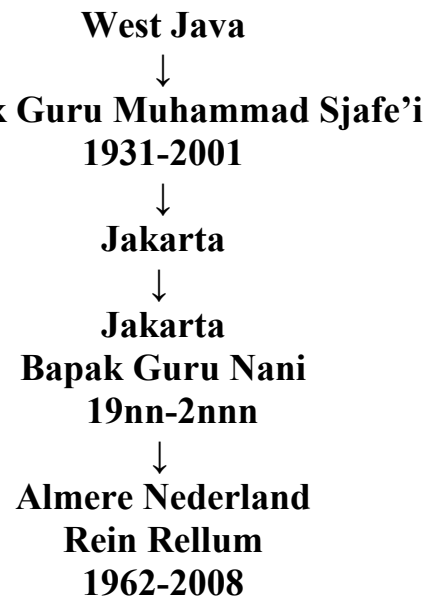 West Java
↓
k Guru Muhammad Sjafe’i
1931-2001
↓
Jakarta
↓
Jakarta
Bapak Guru Nani
19nn-2nnn
↓
Almere Nederland
Rein Rellum
1962-2008